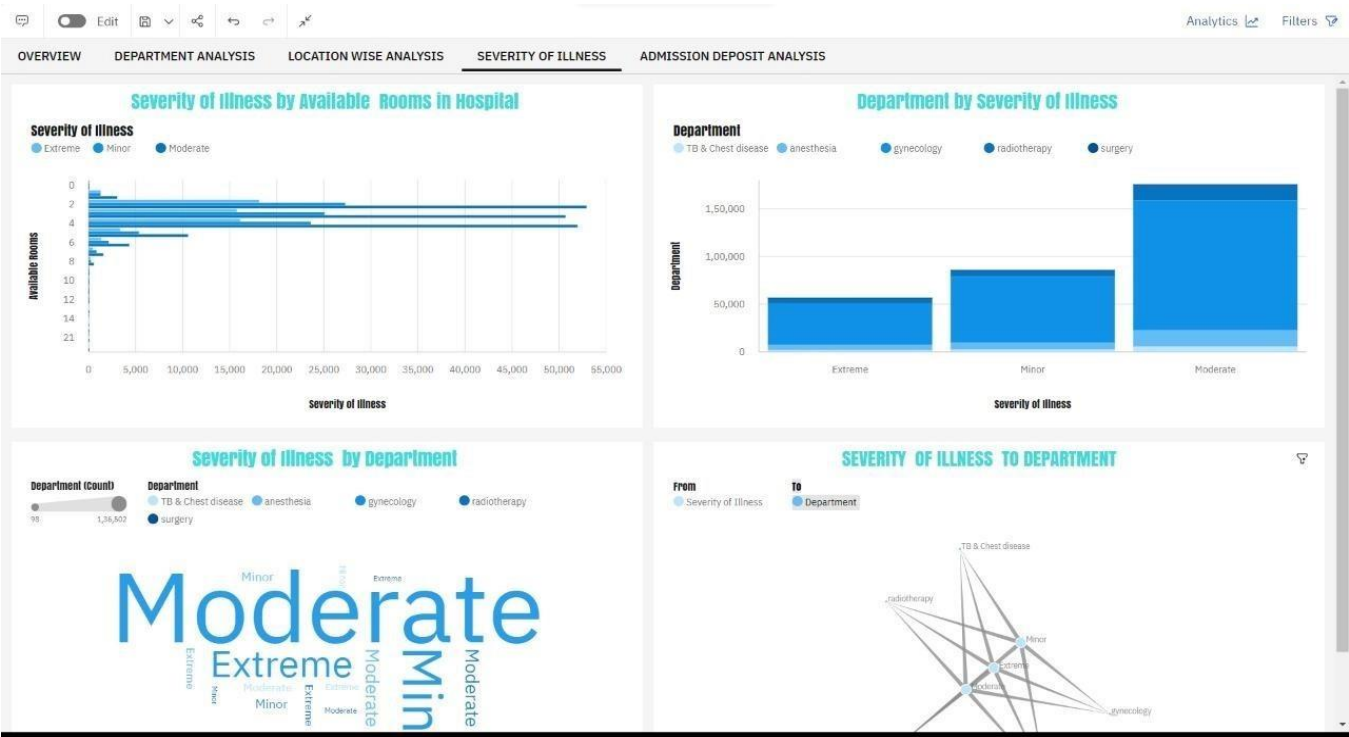 Edit
Analytics
Filters
OVERVIEW DEPARTMENT ANALYSIS LOCATION WISE ANALYSIS SEVERITY OF ILLNESS ADMISSION DEPOSIT ANALYSIS
Severity of Illness by Available Rooms in Hospital
Severity of Illness
Extreme Minor Moderate
Available Rooms
0
2
4
6
8
10
12
14
21
0 5,000 10,000 15,000 20,000 25,000 30,000 35,000 40,000 45,000 50,000 55,000
Severity of Illness
Department by Severity of Illness
Department
TB & Chest disease anesthesia gynecology radiotherapy surgery
Department
1,50,000
1,00,000
50,000
0
Extreme Minor Moderate
Severity of Illness
Severity of Illness by Department
Department (Count)
98 1,36,602
Department
TB & Chest disease anesthesia gynecology radiotherapy
surgery
Minor
Minor
Extreme
Moderate
Extreme
Extreme
Moderate
Min
Moderate
Minor
Moderate
Extreme
Extreme
Minor
Moderate
SEVERITY OF ILLNESS TO DEPARTMENT
From
Severity of Illness
To
Department
TB & Chest disease
radiotherapy
Minor
Extreme
Moderate
gynecology